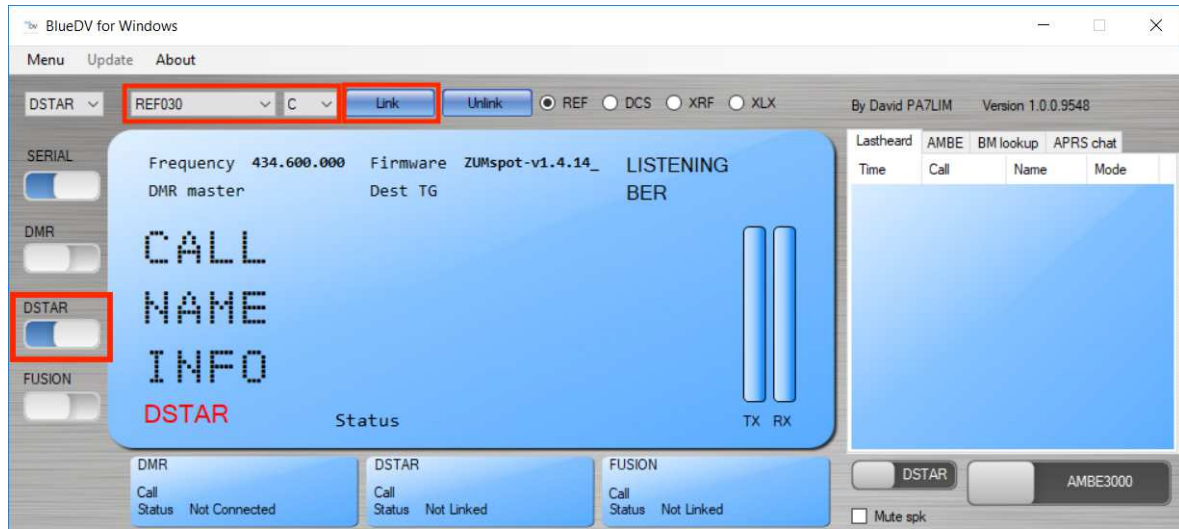 BlueDV for Windows
Menu Update About
DSTAR REF030 C Link Unlink REF DCS XRF XLX By David PA7LIM Version 1.0.0.9548
SERIAL
DMR
DSTAR
FUSION
Frequency 434.600.000 Firmware ZUMspot-v1.4.14_ LISTENING
DMR master Dest TG BER
CALL
NAME
INFO
DSTAR Status TX RX
Lastheard AMBE BM lookup APRS chat
Time Call Name Mode
DMR
Call
Status Not Connected
DSTAR
Call
Status Not Linked
FUSION
Call
Status Not Linked
DSTAR AMBE3000
Mute spk